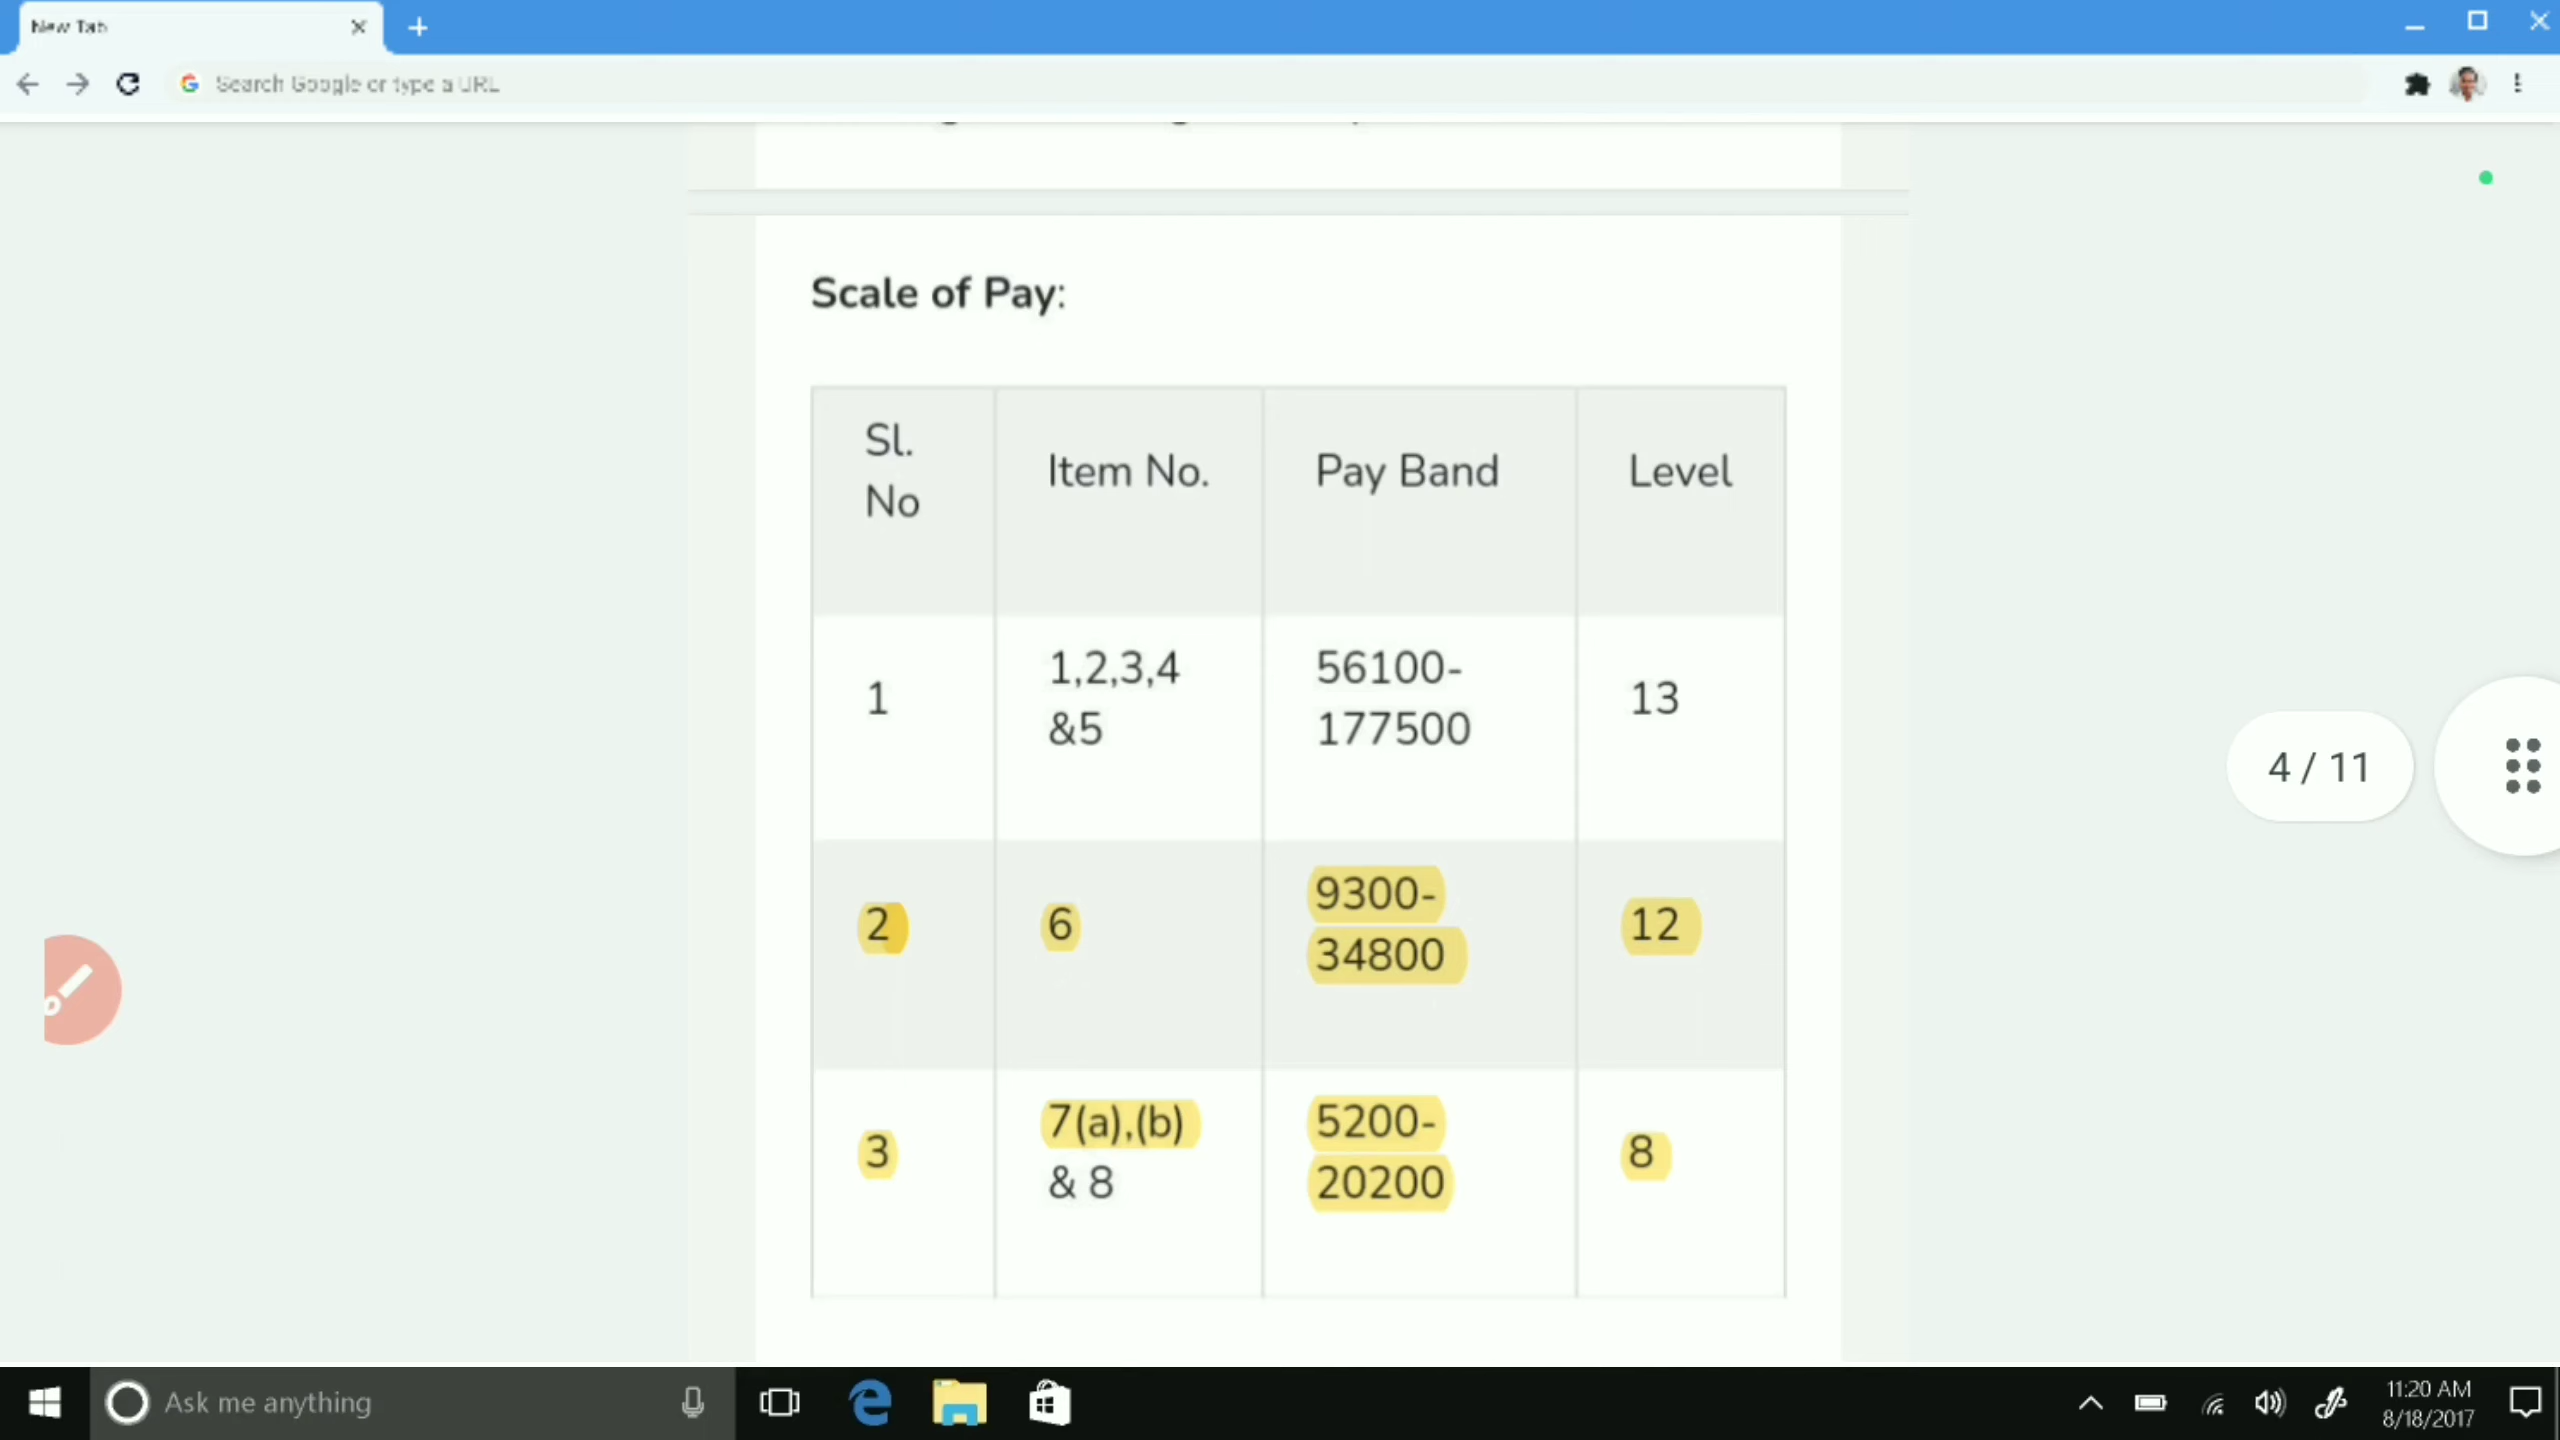 New Tab
Search Google or type a URL
Scale of Pay:
Sl. No
Item No.
Pay Band
Level
1
1,2,3,4 &5
56100-177500
13
2
6
9300-34800
12
3
7(a),(b) & 8
5200-20200
8
4 / 11
Ask me anything
11:20 AM
8/18/2017